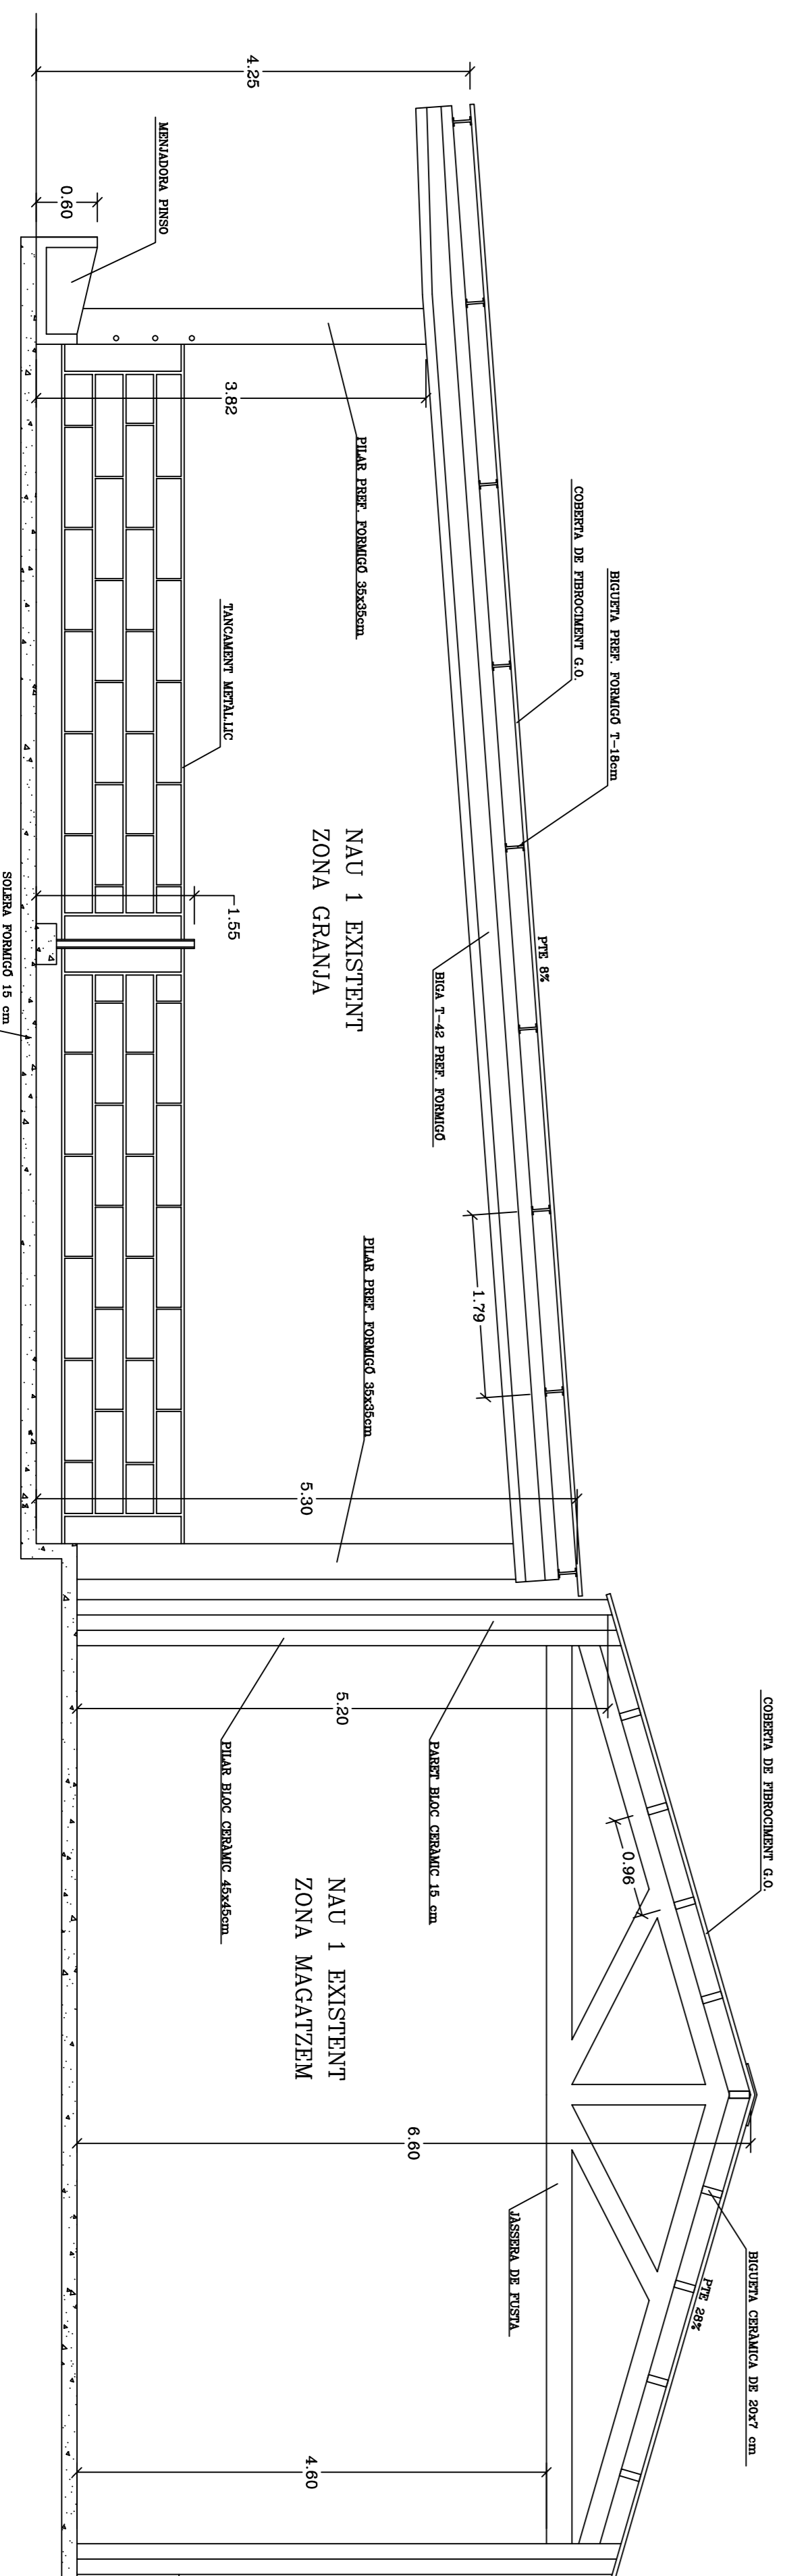 4.25
0.60
MENJADORA PINSO
3.82
PILAR PREF. FORMIGÓ 35x35cm
COBERTA DE FIBROCIMENT G.O.
BIGUETA PREF. FORMIGÓ T-18cm
TANCAMENT METÀL.LIC
NAU 1 EXISTENT
ZONA GRANJA
1.55
SOLERA FORMIGÓ 15 cm
PTE 8%
BIGA T-42 PREF. FORMIGÓ
1.79
PILAR PREF. FORMIGÓ 35x35cm
5.30
5.20
COBERTA DE FIBROCIMENT G.O.
PARET BLOC CERÀMIC 15 cm
PILAR BLOC CERÀMIC 45x45cm
0.96
NAU 1 EXISTENT
ZONA MAGATZEM
6.60
JÀSSERA DE FUSTA
BIGUETA CERÀMICA DE 20x7 cm
PTE 28%
4.60